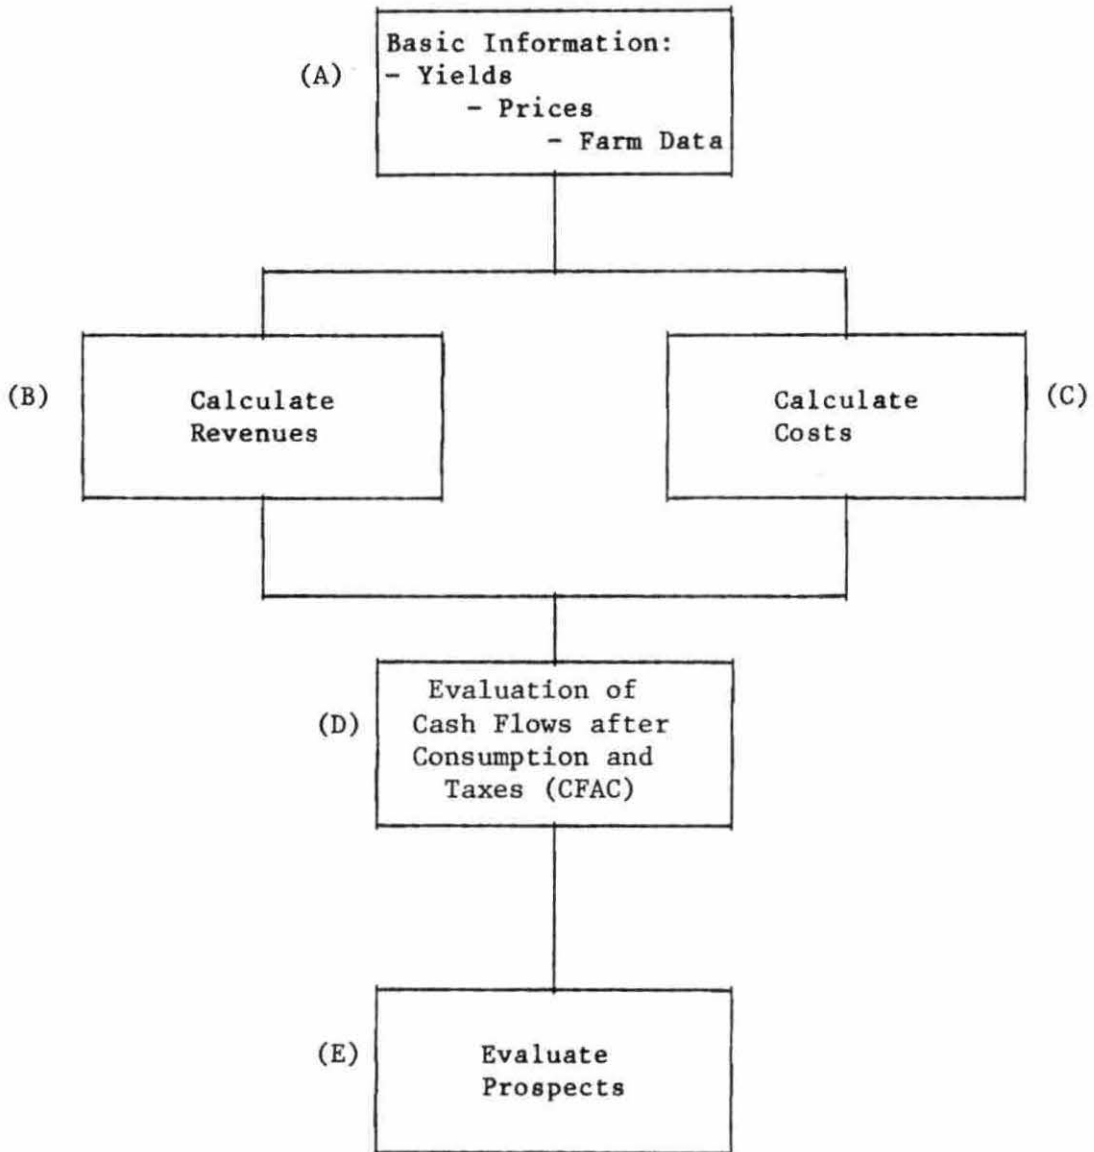 Basic Information:
(A)
- Yields
- Prices
- Farm Data
(B)
Calculate
Revenues
Calculate
Costs
(C)
Evaluation of
(D)
Cash Flows after
Consumption and
Taxes (CFAC)
(E)
Evaluate
Prospects